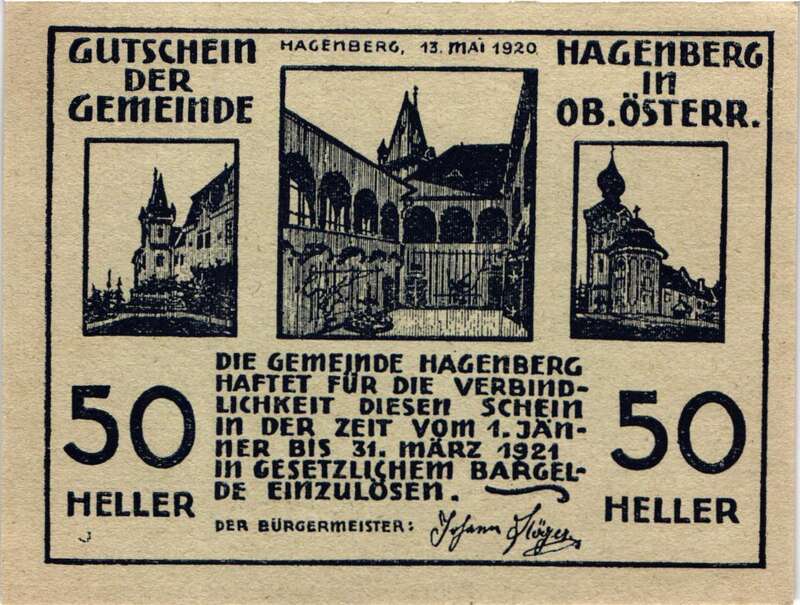 GUTSCHEIN
DER
GEMEINDE
HAGENBERG, 13. MAI 1920
HAGENBERG
IN
OB. ÖSTERR.
50
HELLER
DIE GEMEINDE HAGENBERG
HAFTET FÜR DIE VERBIND-
LICHKEIT DIESEN SCHEIN
IN DER ZEIT VOM 1. JÄN-
NER BIS 31. MÄRZ 1921
IN GESETZLICHEM BARGEL-
DE EINZULÖSEN.
DER BÜRGERMEISTER: Johann
50
HELLER